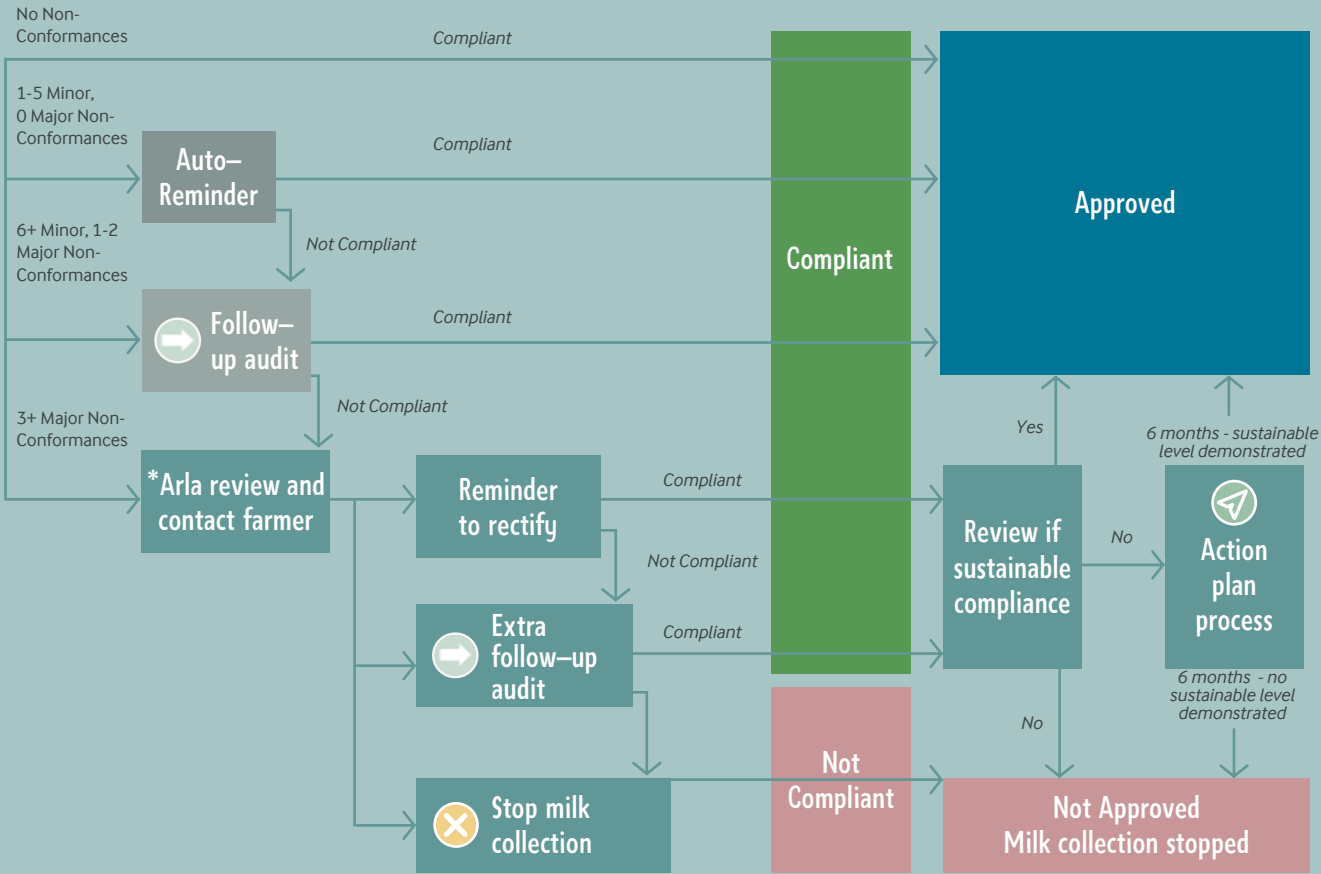 No Non-
Conformances
Compliant
1-5 Minor,
0 Major Non-
Conformances
Auto–
Reminder
Compliant
Compliant
Approved
6+ Minor, 1-2
Major Non-
Conformances
Not Compliant
Follow–
up audit
Compliant
3+ Major Non-
Conformances
Not Compliant
Yes
6 months - sustainable
level demonstrated
*Arla review and
contact farmer
Reminder
to rectify
Compliant
Not Compliant
Review if
sustainable
compliance
No
Action
plan
process
Extra
follow–up
audit
Compliant
6 months - no
sustainable level
demonstrated
No
Stop milk
collection
Not
Compliant
Not Approved
Milk collection stopped